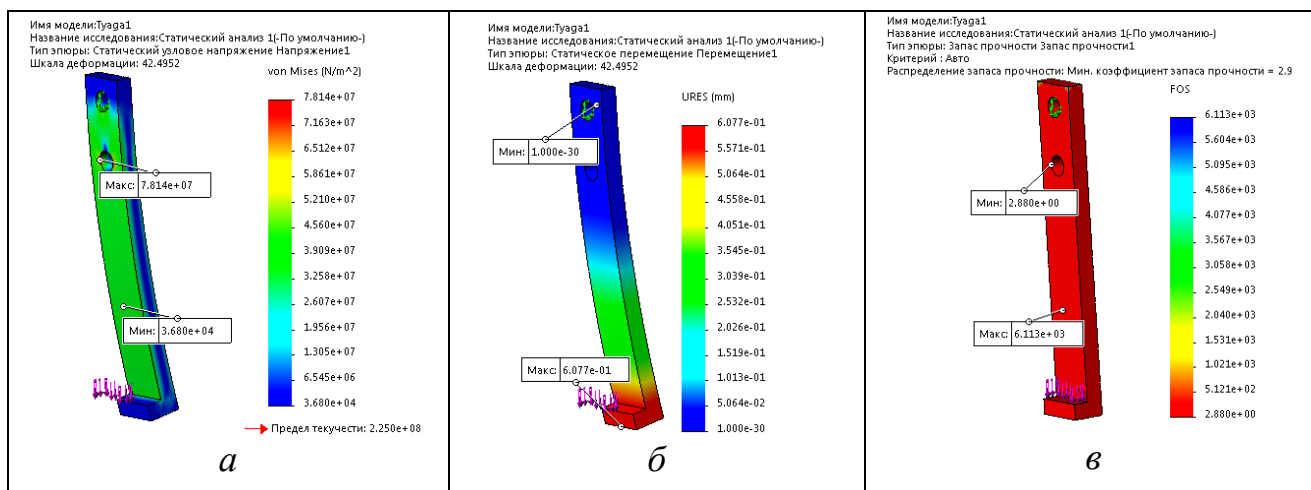 Имя модели:Tyaga1
Название исследования:Статический анализ 1(-По умолчанию-)
Тип эпюры: Статический узловое напряжение Напряжение1
Шкала деформации: 42.4952
von Mises (N/m^2)
7.814e+07
7.163e+07
6.512e+07
5.861e+07
5.210e+07
4.560e+07
3.909e+07
3.258e+07
2.607e+07
1.956e+07
1.305e+07
6.545e+06
3.680e+04
Макс: 7.814e+07
Мин: 3.680e+04
Предел текучести: 2.250e+08
а
Имя модели:Tyaga1
Название исследования:Статический анализ 1(-По умолчанию-)
Тип эпюры: Статическое перемещение Перемещение1
Шкала деформации: 42.4952
URES (mm)
6.077e-01
5.571e-01
5.064e-01
4.558e-01
4.051e-01
3.545e-01
3.039e-01
2.532e-01
2.026e-01
1.519e-01
1.013e-01
5.064e-02
1.000e-30
Мин: 1.000e-30
Макс: 6.077e-01
б
Имя модели:Tyaga1
Название исследования:Статический анализ 1(-По умолчанию-)
Тип эпюры: Запас прочности Запас прочности1
Критерий : Авто
Распределение запаса прочности: Мин. коэффициент запаса прочности = 2.9
FOS
6.113e+03
5.604e+03
5.095e+03
4.586e+03
4.077e+03
3.567e+03
3.058e+03
2.549e+03
2.040e+03
1.531e+03
1.021e+03
5.121e+02
2.880e+00
Мин: 2.880e+00
Макс: 6.113e+03
в